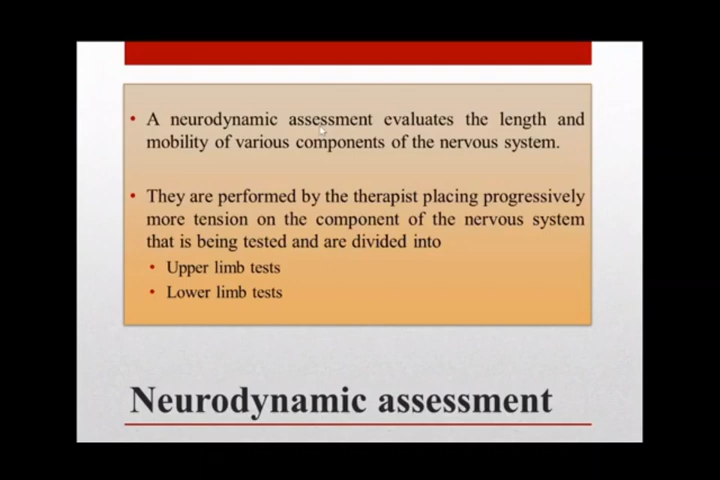 • A neurodynamic assessment evaluates the length and
mobility of various components of the nervous system.
• They are performed by the therapist placing progressively
more tension on the component of the nervous system
that is being tested and are divided into
• Upper limb tests
• Lower limb tests
Neurodynamic assessment